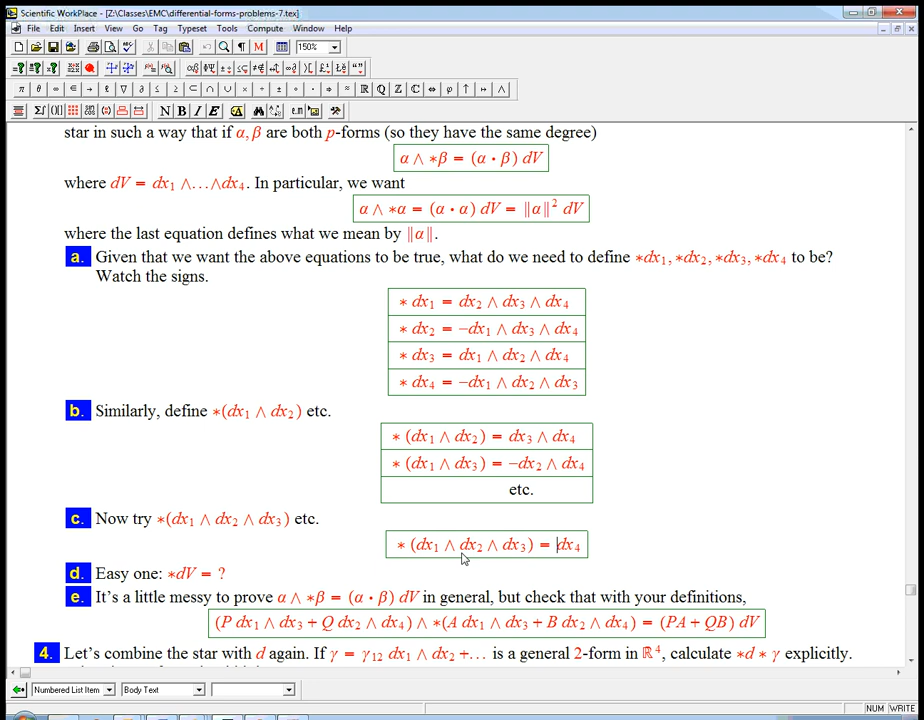 Scientific WorkPlace - [Z:\Classes\EMC\differential-forms-problems-7.tex]
File Edit Insert View Go Tag Typeset Tools Compute Window Help
150%
N B I E
star in such a way that if α, β are both p-forms (so they have the same degree)
α ∧ *β = (α · β) dV
where dV = dx₁ ∧…∧dx₄. In particular, we want
α ∧ *α = (α · α) dV = ‖α‖² dV
where the last equation defines what we mean by ‖α‖.
a. Given that we want the above equations to be true, what do we need to define *dx₁, *dx₂, *dx₃, *dx₄ to be?
Watch the signs.
* dx₁ = dx₂ ∧ dx₃ ∧ dx₄
* dx₂ = −dx₁ ∧ dx₃ ∧ dx₄
* dx₃ = dx₁ ∧ dx₂ ∧ dx₄
* dx₄ = −dx₁ ∧ dx₂ ∧ dx₃
b. Similarly, define *(dx₁ ∧ dx₂) etc.
* (dx₁ ∧ dx₂) = dx₃ ∧ dx₄
* (dx₁ ∧ dx₃) = −dx₂ ∧ dx₄
etc.
c. Now try *(dx₁ ∧ dx₂ ∧ dx₃) etc.
* (dx₁ ∧ dx₂ ∧ dx₃) = dx₄
d. Easy one: *dV = ?
e. It's a little messy to prove α ∧ *β = (α · β) dV in general, but check that with your definitions,
(P dx₁ ∧ dx₃ + Q dx₂ ∧ dx₄) ∧ *(A dx₁ ∧ dx₃ + B dx₂ ∧ dx₄) = (PA + QB) dV
4. Let's combine the star with d again. If γ = γ₁₂ dx₁ ∧ dx₂ +… is a general 2-form in ℝ⁴, calculate *d * γ explicitly.
Numbered List Item Body Text
NUM WRITE